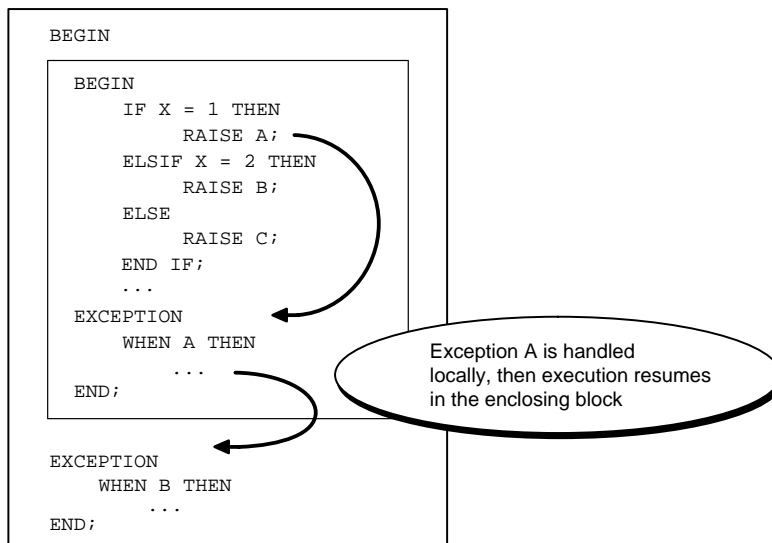 BEGIN
BEGIN
IF X = 1 THEN
RAISE A;
ELSIF X = 2 THEN
RAISE B;
ELSE
RAISE C;
END IF;
...
EXCEPTION
WHEN A THEN
...
END;
Exception A is handled
locally, then execution resumes
in the enclosing block
EXCEPTION
WHEN B THEN
...
END;